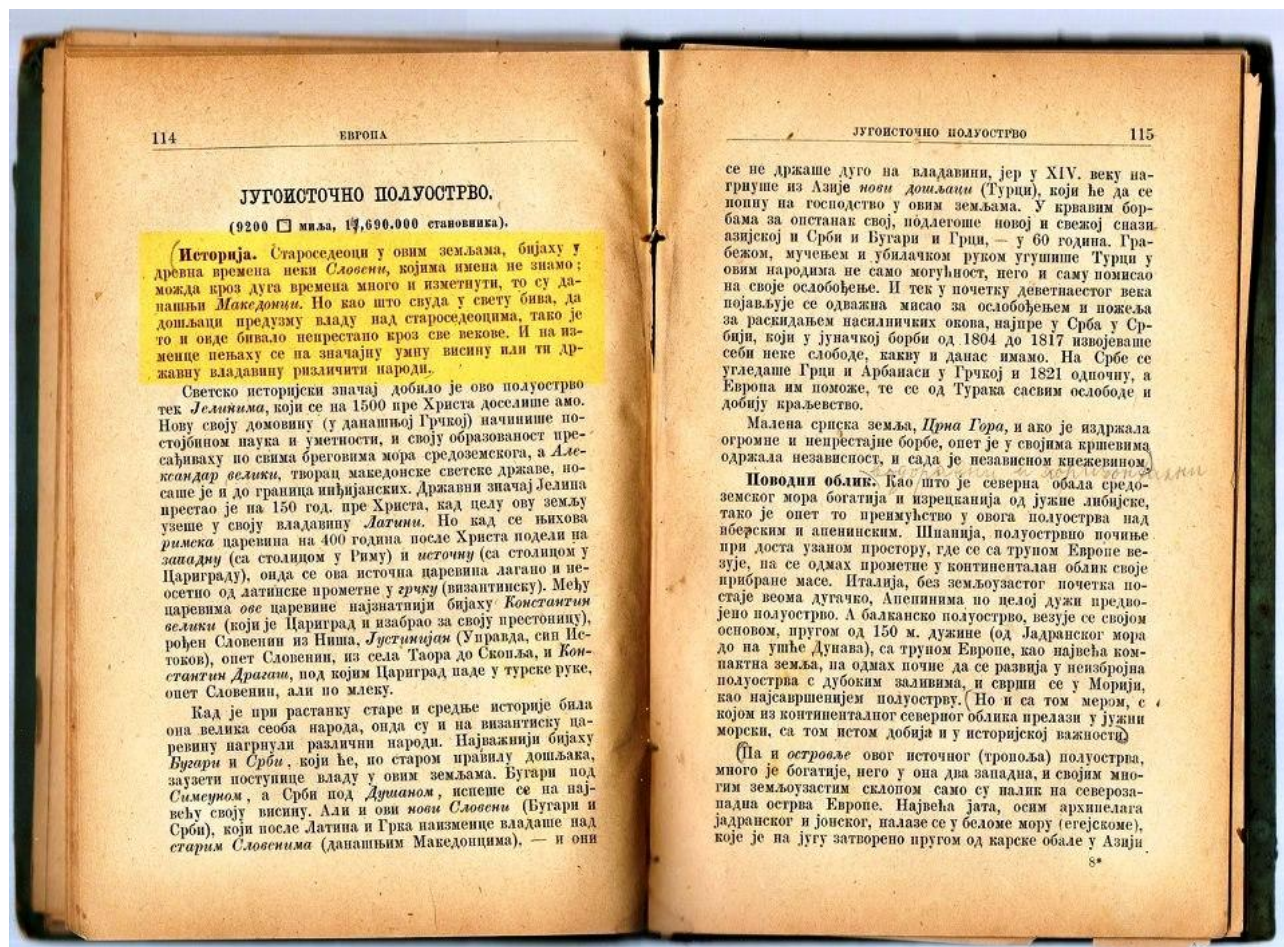 114
ЕВРОПА
ЈУГОИСТОЧНО ПОЛУОСТРВО.
(9200 □ миља, 17,690.000 становника).
(Историја. Староседеоци у овим земљама, бијаху у
древна времена неки Словени, којима имена не знамо;
можда кроз дуга времена много и изметнути, то су да-
нашњи Македонци. Но као што свуда у свету бива, да
дошљаци предузму владу над староседеоцима, тако је
то и овде бивало непрестано кроз све векове. И на из-
менце пењаху се на значајну умну висину или ти др-
жавну владавину различити народи.
Светско историјски значај добило је ово полуострво
тек Јелинима, који се на 1500 пре Христа доселише амо.
Нову своју домовину (у данашњој Грчкој) начинише по-
стојбином наука и уметности, и своју образованост пре-
сађиваху по свима бреговима мора средоземскога, а Але-
ксандар велики, творац македонске светске државе, но-
саше је и до граница инђијанских. Државни значај Јелина
престао је на 150 год. пре Христа, кад целу ову земљу
узеше у своју владавину Латини. Но кад се њихова
римска царевина на 400 година после Христа подели на
западну (са столицом у Риму) и источну (са столицом у
Цариграду), онда се ова источна царевина лагано и не-
осетно од латинске прометне у грчку (византинску). Међу
царевима ове царевине најзнатнији бијаху Константин
велики (који је Цариград и изабрао за своју престоницу),
рођен Словенин из Ниша, Јустинијан (Управда, син Ис-
токов), опет Словенин, из села Таора до Скопља, и Кон-
стантин Драгаш, под којим Цариград паде у турске руке,
опет Словенин, али по млеку.
Кад је при растанку старе и средње историје била
она велика сеоба народа, онда су и на византиску ца-
ревину нагрнули различни народи. Најважнији бијаху
Бугари и Срби, који ће, по старом правилу дошљака,
заузети поступице владу у овим земљама. Бугари под
Симеуном, а Срби под Душаном, испеше се на нај-
већу своју висину. Али и ови нови Словени (Бугари и
Срби), који после Латина и Грка наизменце владаше над
старим Словенима (данашњим Македонцима), — и они
ЈУГОИСТОЧНО ПОЛУОСТРВО
115
се не држаше дуго на владавини, јер у XIV. веку на-
грнуше из Азије нови дошљаци (Турци), који ће да се
попну на господство у овим земљама. У крвавим бор-
бама за опстанак свој, подлегоше новој и свежој снази
азијској и Срби и Бугари и Грци, — у 60 година. Гра-
бежом, мучењем и убилачком руком угушише Турци у
овим народима не само могућност, него и саму помисао
на своје ослобођење. И тек у почетку деветнаестог века
појављује се одважна мисао за ослобођењем и пожеља
за раскидањем насилничких окова, најпре у Срба у Ср-
бији, који у јуначкој борби од 1804 до 1817 извојеваше
себи неке слободе, какву и данас имамо. На Србе се
угледаше Грци и Арбанаси у Грчкој и 1821 одпочну, а
Европа им поможе, те се од Турака сасвим ослободе и
добију краљевство.
Малена српска земља, Црна Гора, и ако је издржала
огромне и непрестајне борбе, опет је у својима кршевима
одржала независност, и сада је независном кнежевином)
Поводни облик. Као што је северна обала средо-
земског мора богатија и изрецканија од јужне либијске,
тако је опет то преимућство у овога полуострва над
иберским и апенинским. Шпанија, полуострвно почиње
при доста узаном простору, где се са трупом Европе ве-
зује, па се одмах прометне у континенталан облик своје
прибране масе. Италија, без земљоузастог почетка по-
стаје веома дугачко, Апенинима по целој дужи предво-
јено полуострво. А балканско полуострво, везује се својом
основом, пругом од 150 м. дужине (од Јадранског мора
до на ушће Дунава), са трупом Европе, као највећа ком-
пактна земља, па одмах почне да се развија у неизбројна
полуострва с дубоким заливима, и сврши се у Морији,
као најсавршенијем полуострву. (Но и са том мером, с
којом из континенталног северног облика прелази у јужни
морски, са том истом добија и у историјској важности)
(Па и островље овог источног (тропоља) полуострва,
много је богатије, него у она два западна, и својим мно-
гим земљоузастим склопом само су налик на североза-
падна острва Европе. Највећа јата, осим архипелага
јадранског и јонског, налазе се у беломе мору (егејскоме),
које је на југу затворено пругом од карске обале у Азији
8*